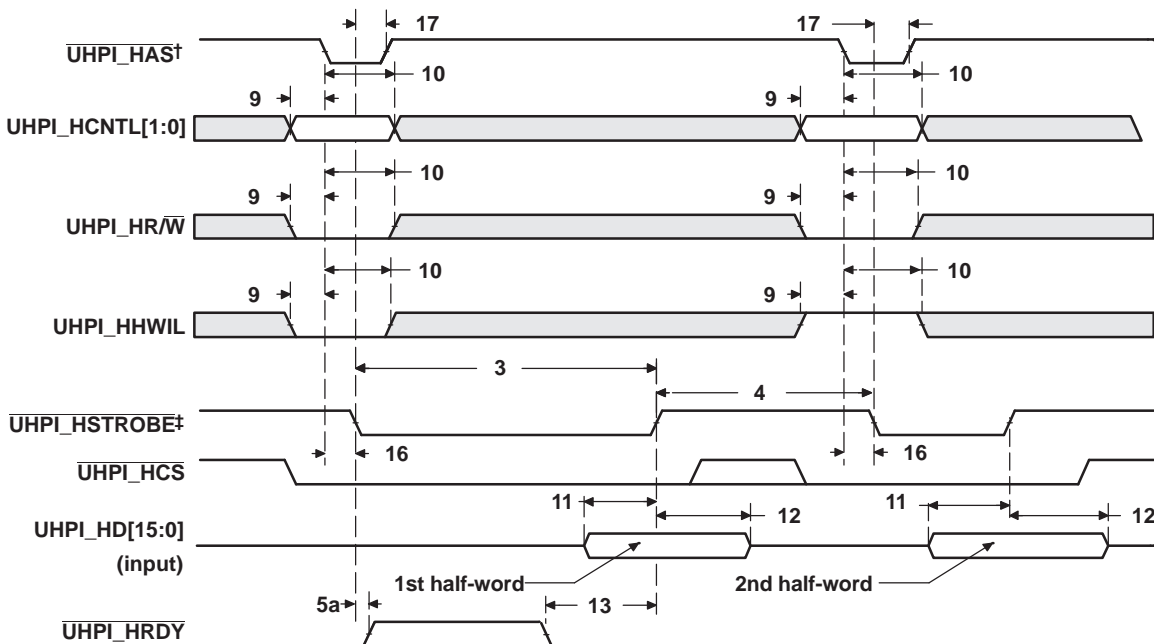 17 17
UHPI_HAS†
10 10
9 9
UHPI_HCNTL[1:0]
10 10
9 9
UHPI_HR/W
10 10
9 9
UHPI_HHWIL
3
4
UHPI_HSTROBE‡
16 16
UHPI_HCS
11 11
12 12
UHPI_HD[15:0]
(input)
1st half-word 2nd half-word
5a 13
UHPI_HRDY